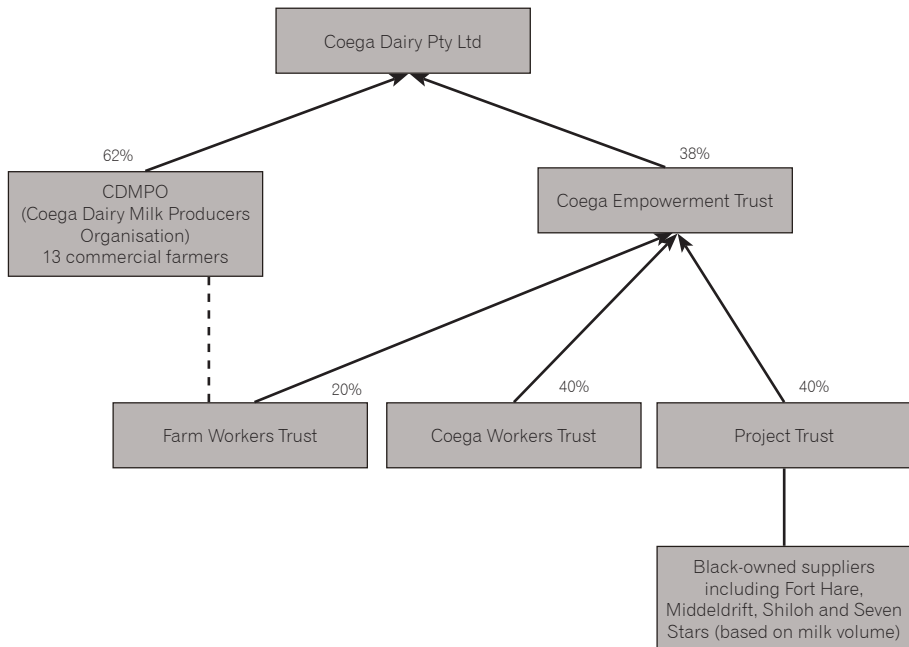 Coega Dairy Pty Ltd
62%
38%
CDMPO
(Coega Dairy Milk Producers
Organisation)
13 commercial farmers
Coega Empowerment Trust
20%
40%
40%
Farm Workers Trust
Coega Workers Trust
Project Trust
Black-owned suppliers
including Fort Hare,
Middeldrift, Shiloh and Seven
Stars (based on milk volume)